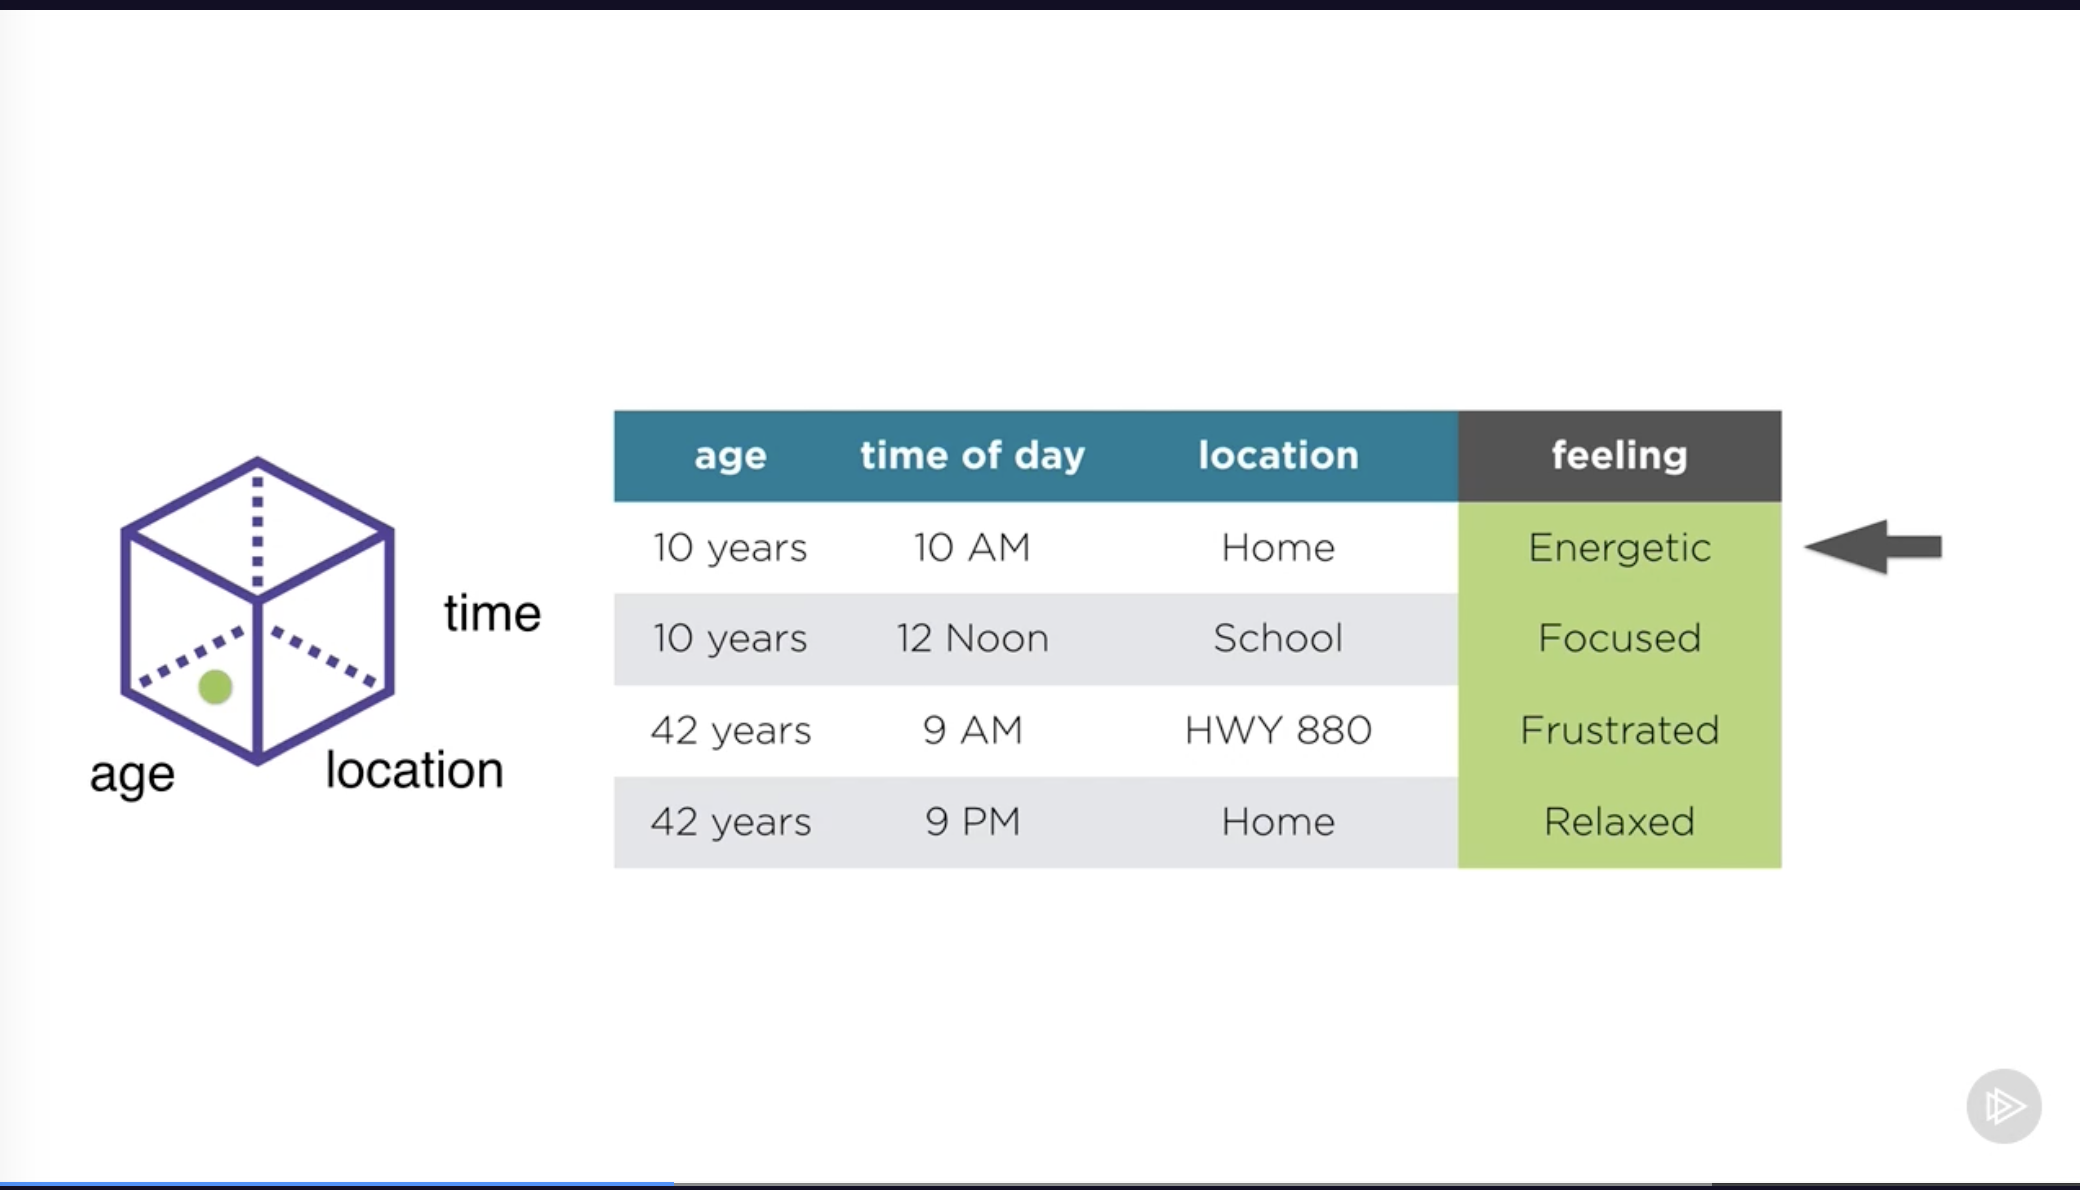 age time of day location feeling
10 years 10 AM Home Energetic
10 years 12 Noon School Focused
42 years 9 AM HWY 880 Frustrated
42 years 9 PM Home Relaxed
time
age location